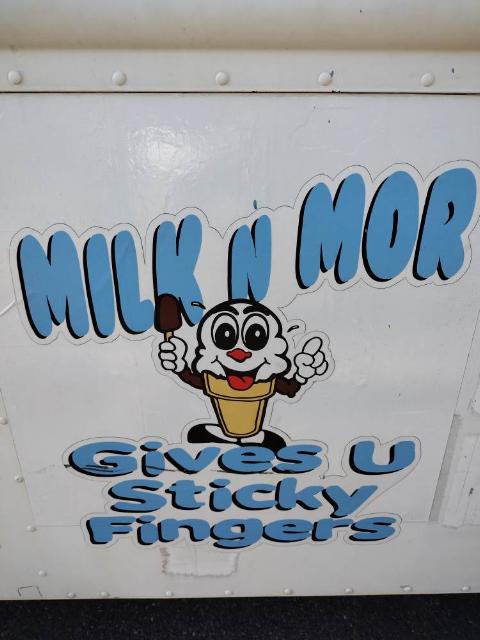 MILK N MOR
Gives U
Sticky
Fingers